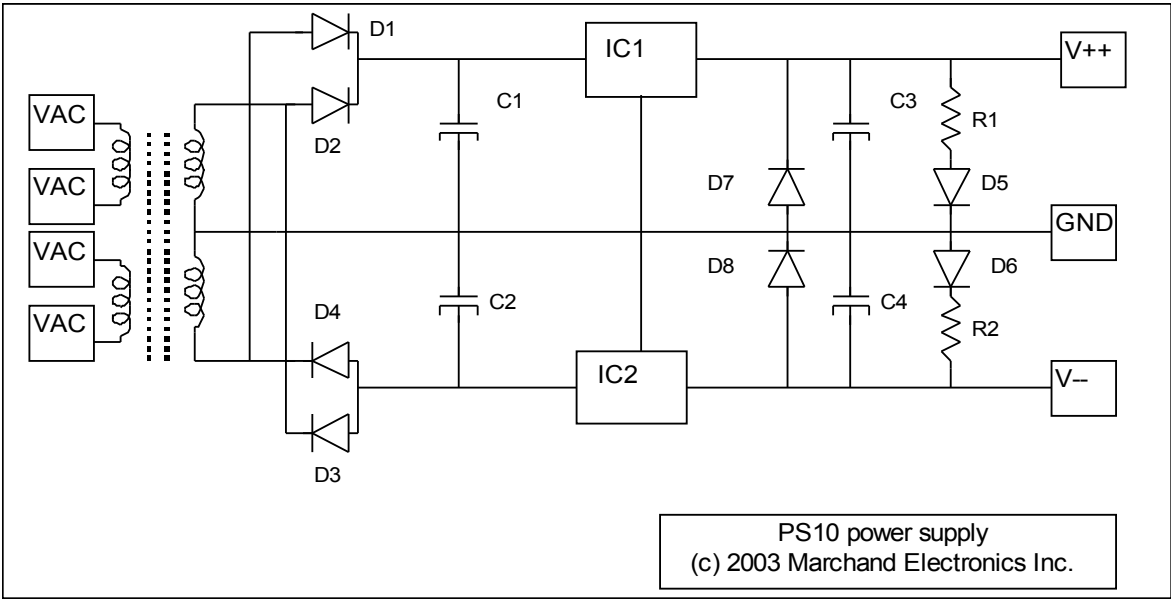 D1
IC1
V++
VAC
C1
C3
R1
D2
VAC
D7
D5
GND
VAC
D8
D6
C2
C4
D4
VAC
R2
IC2
V--
D3
PS10 power supply
(c) 2003 Marchand Electronics Inc.